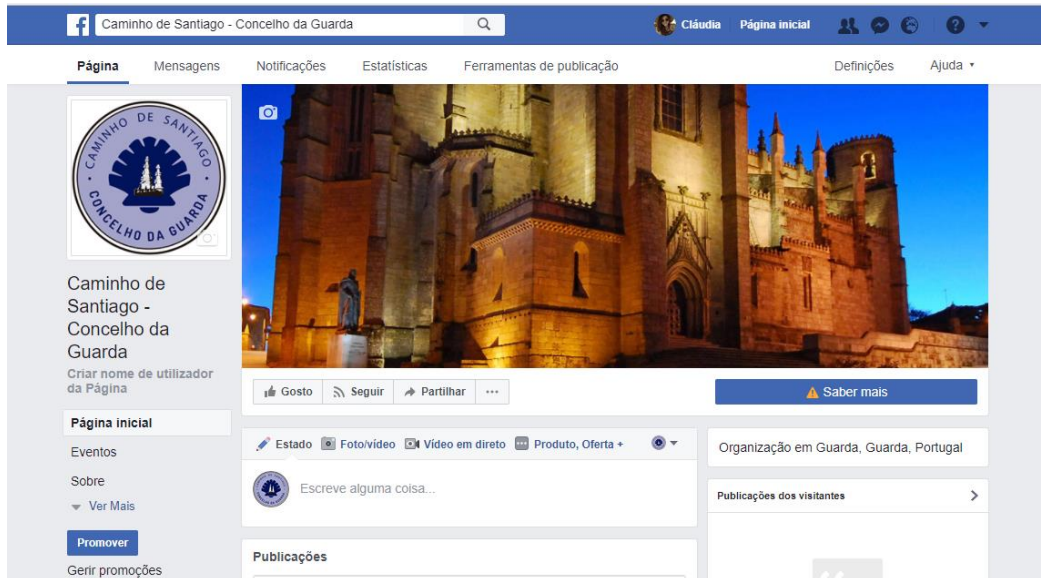 Caminho de Santiago - Concelho da Guarda
Cláudia
Página inicial
Página
Mensagens
Notificações
Estatísticas
Ferramentas de publicação
Definições
Ajuda
CAMINHO DE SANTIAGO
CONCELHO DA GUARDA
Caminho de
Santiago -
Concelho da
Guarda
Criar nome de utilizador
da Página
Gosto
Seguir
Partilhar
Saber mais
Página inicial
Eventos
Sobre
Ver Mais
Promover
Gerir promoções
Estado
Foto/vídeo
Vídeo em direto
Produto, Oferta +
Escreve alguma coisa...
Publicações
Organização em Guarda, Guarda, Portugal
Publicações dos visitantes